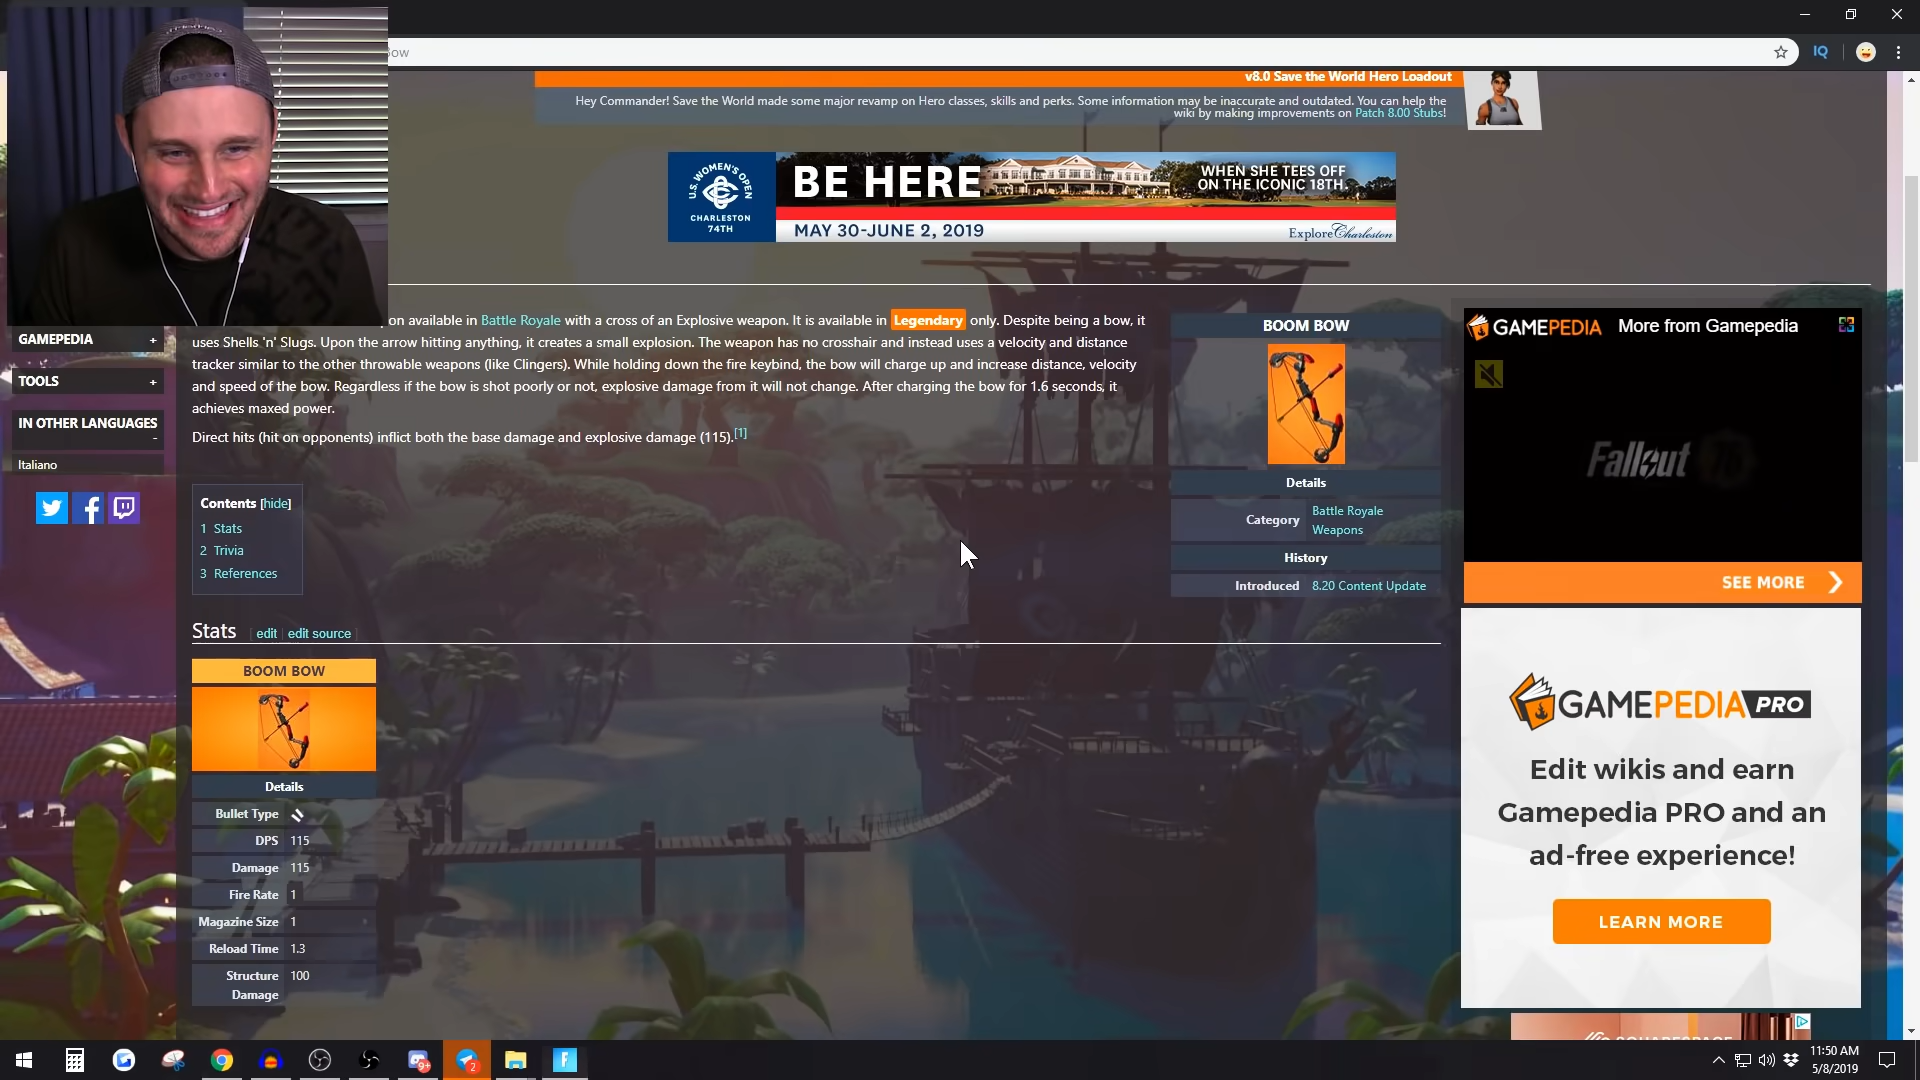 Bow
v8.0 Save the World Hero Loadout
Hey Commander! Save the World made some major revamp on Hero classes, skills and perks. Some information may be inaccurate and outdated. You can help the
wiki by making improvements on Patch 8.00 Stubs!
U.S. WOMEN'S OPEN
CHARLESTON
74TH
BE HERE
WHEN SHE TEES OFF
ON THE ICONIC 18TH.
MAY 30-JUNE 2, 2019
Explore Charleston
GAMEPEDIA +
TOOLS +
IN OTHER LANGUAGES
-
Italiano
on available in Battle Royale with a cross of an Explosive weapon. It is available in Legendary only. Despite being a bow, it
uses Shells 'n' Slugs. Upon the arrow hitting anything, it creates a small explosion. The weapon has no crosshair and instead uses a velocity and distance
tracker similar to the other throwable weapons (like Clingers). While holding down the fire keybind, the bow will charge up and increase distance, velocity
and speed of the bow. Regardless if the bow is shot poorly or not, explosive damage from it will not change. After charging the bow for 1.6 seconds, it
achieves maxed power.
Direct hits (hit on opponents) inflict both the base damage and explosive damage (115).[1]
Contents [hide]
1 Stats
2 Trivia
3 References
Stats edit edit source
BOOM BOW
Details
Bullet Type
DPS 115
Damage 115
Fire Rate 1
Magazine Size 1
Reload Time 1.3
Structure 100
Damage
BOOM BOW
Details
Category Battle Royale
Weapons
History
Introduced 8.20 Content Update
GAMEPEDIA More from Gamepedia
Fallout
SEE MORE
GAMEPEDIA PRO
Edit wikis and earn
Gamepedia PRO and an
ad-free experience!
LEARN MORE
IQ
9+
2
F
11:50 AM
5/8/2019